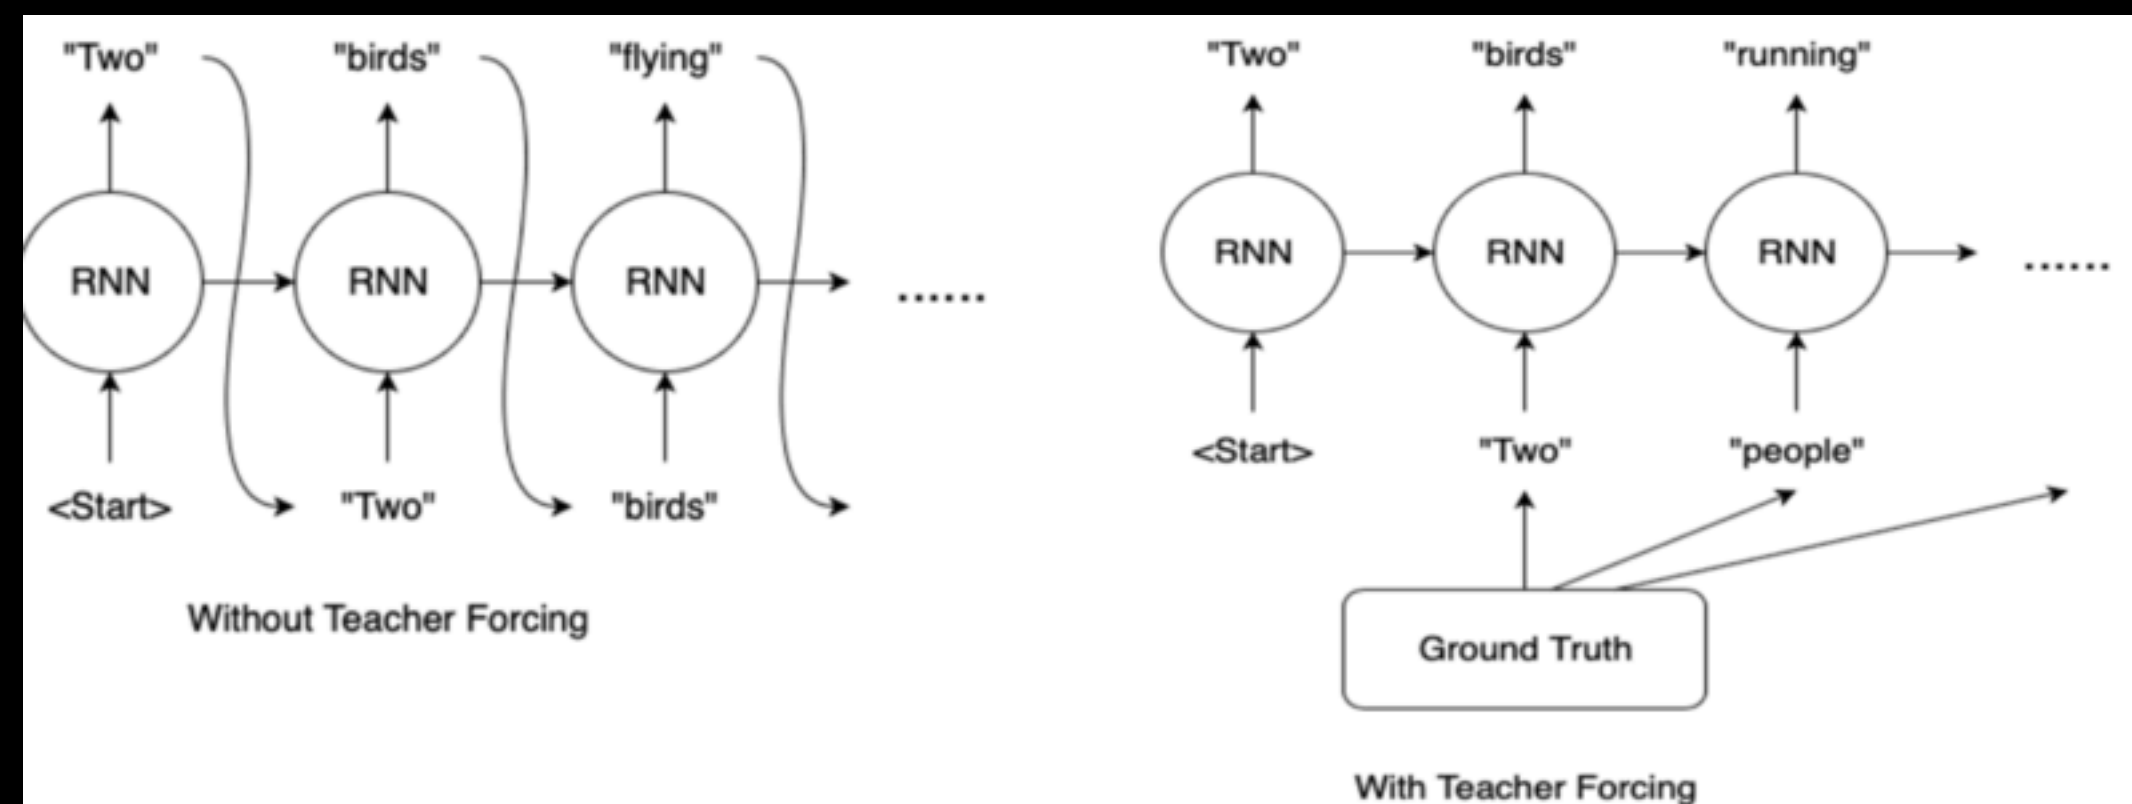 "Two" "birds" "flying"
RNN RNN RNN ......
<Start> "Two" "birds"
Without Teacher Forcing
"Two" "birds" "running"
RNN RNN RNN ......
<Start> "Two" "people"
Ground Truth
With Teacher Forcing